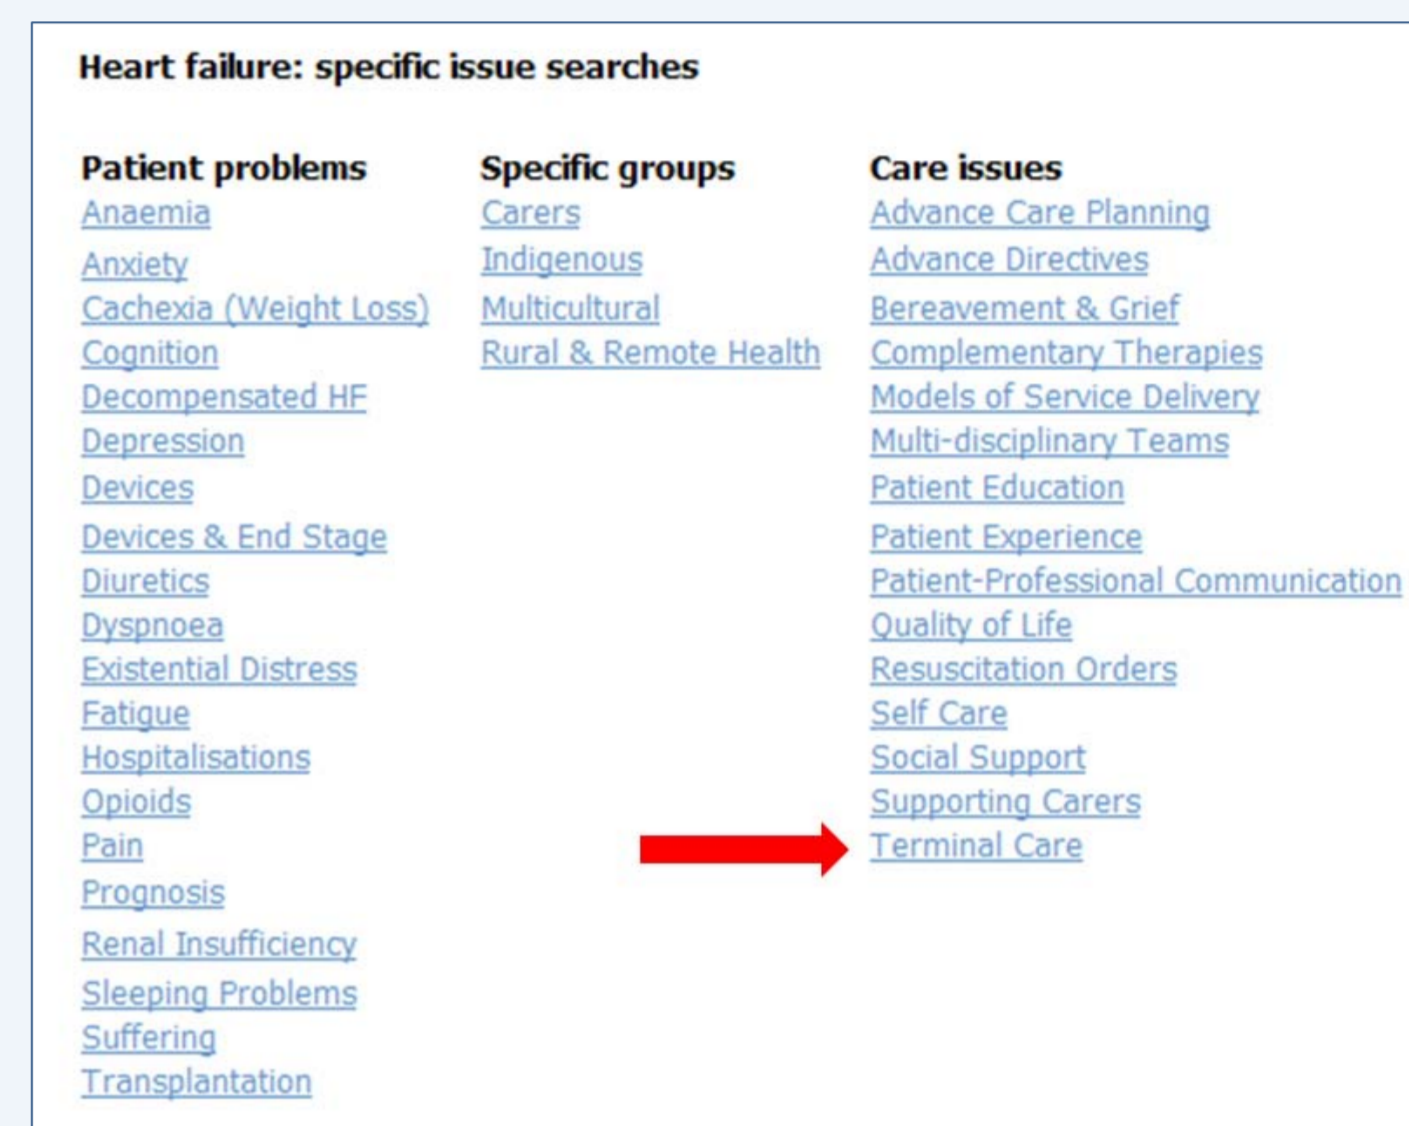 Heart failure: specific issue searches
Patient problems
Anaemia
Anxiety
Cachexia (Weight Loss)
Cognition
Decompensated HF
Depression
Devices
Devices & End Stage
Diuretics
Dyspnoea
Existential Distress
Fatigue
Hospitalisations
Opioids
Pain
Prognosis
Renal Insufficiency
Sleeping Problems
Suffering
Transplantation
Specific groups
Carers
Indigenous
Multicultural
Rural & Remote Health
Care issues
Advance Care Planning
Advance Directives
Bereavement & Grief
Complementary Therapies
Models of Service Delivery
Multi-disciplinary Teams
Patient Education
Patient Experience
Patient-Professional Communication
Quality of Life
Resuscitation Orders
Self Care
Social Support
Supporting Carers
Terminal Care